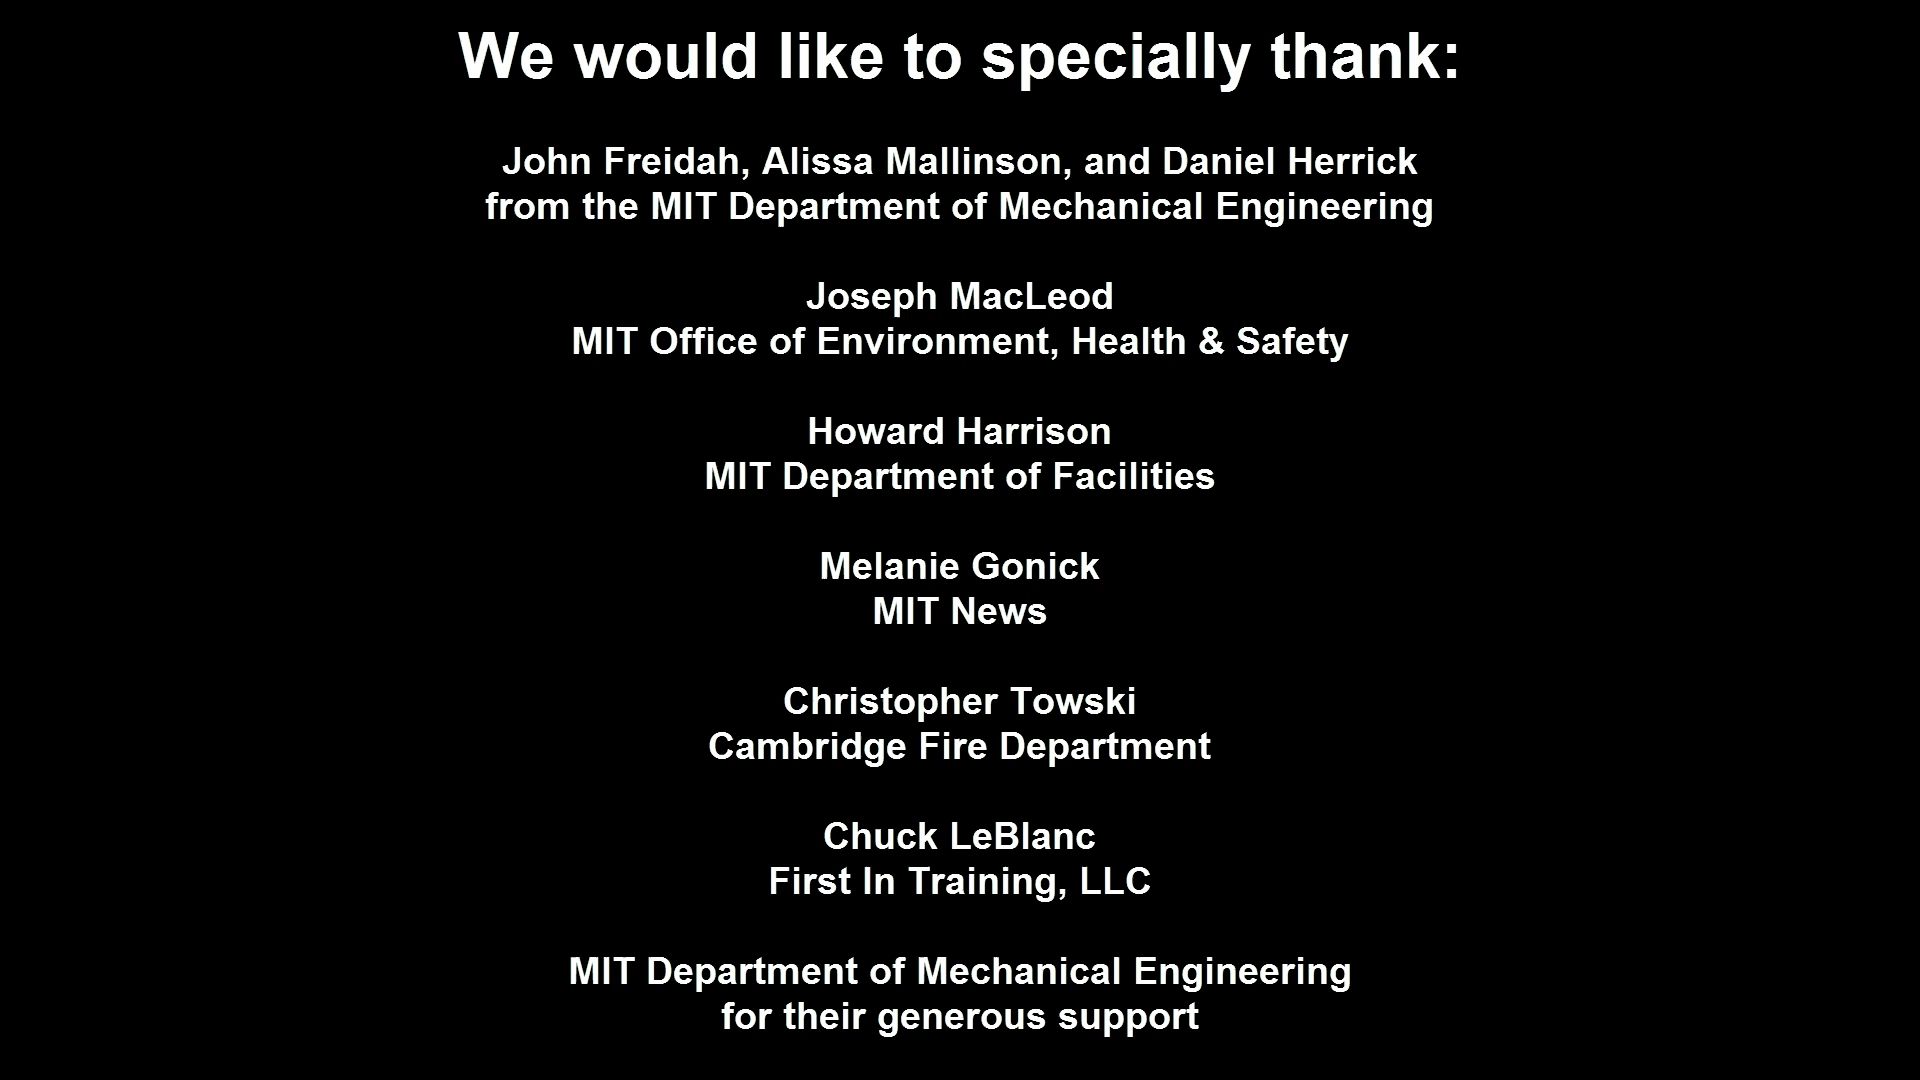 We would like to specially thank:
John Freidah, Alissa Mallinson, and Daniel Herrick
from the MIT Department of Mechanical Engineering
Joseph MacLeod
MIT Office of Environment, Health & Safety
Howard Harrison
MIT Department of Facilities
Melanie Gonick
MIT News
Christopher Towski
Cambridge Fire Department
Chuck LeBlanc
First In Training, LLC
MIT Department of Mechanical Engineering
for their generous support